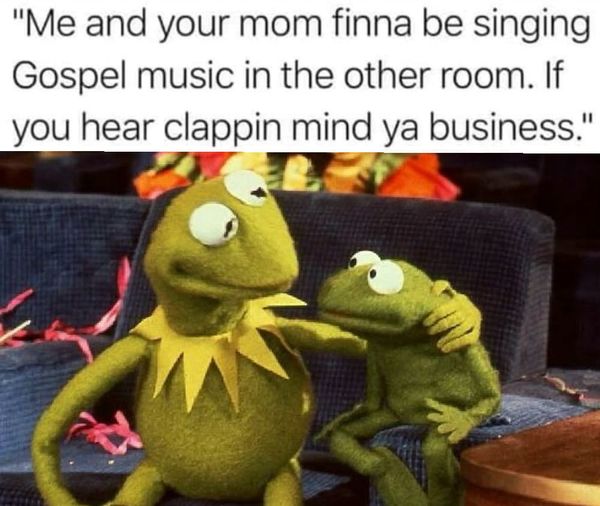 "Me and your mom finna be singing
Gospel music in the other room. If
you hear clappin mind ya business."